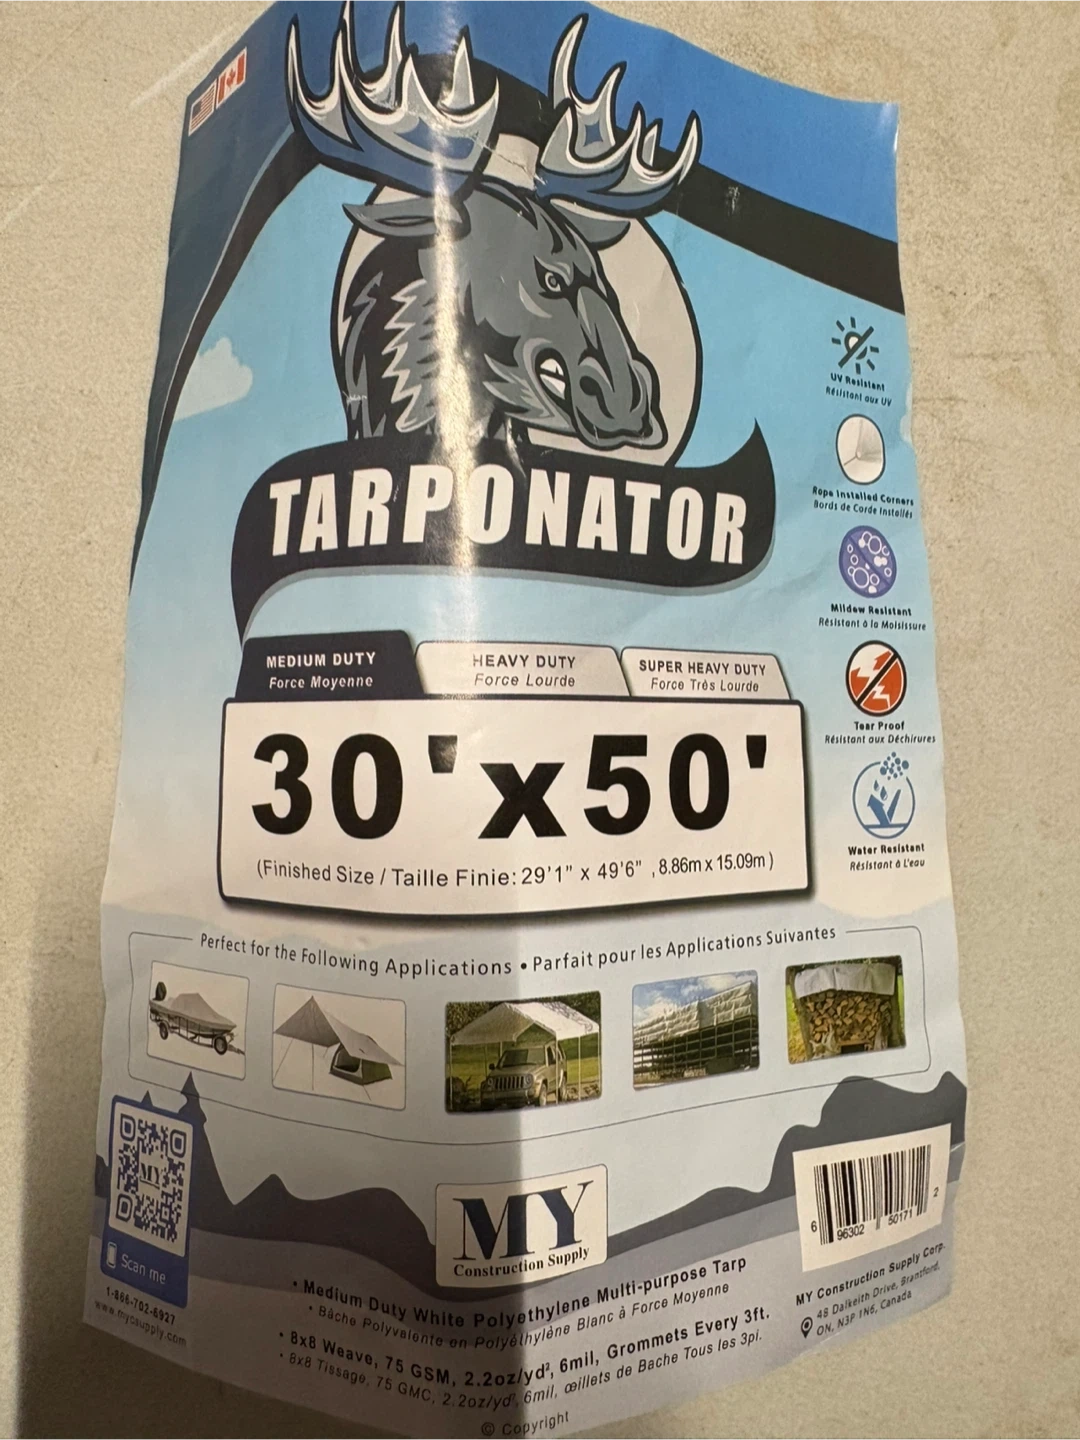 TARPONATOR
UV Resistant
Résistant aux UV
Rope Installed Corners
Bords de Corde Installés
Mildew Resistant
Résistant à la Moisissure
Tear Proof
Résistant aux Déchirures
Water Resistant
Résistant à L'eau
MEDIUM DUTY
Force Moyenne
HEAVY DUTY
Force Lourde
SUPER HEAVY DUTY
Force Très Lourde
30'x50'
(Finished Size / Taille Finie: 29'1" x 49'6" , 8.86m x 15.09m )
Perfect for the Following Applications • Parfait pour les Applications Suivantes
MY
Scan me
1-866-702-6927
www.mycsupply.com
MY
Construction Supply
6 96302 50171 2
MY Construction Supply Corp.
48 Dalkeith Drive, Brantford,
ON, N3P 1N6, Canada
• Medium Duty White Polyethylene Multi-purpose Tarp
• Bâche Polyvalente en Polyéthylène Blanc à Force Moyenne
• 8x8 Weave, 75 GSM, 2.2oz/yd², 6mil, Grommets Every 3ft.
• 8x8 Tissage, 75 GMC, 2.2oz/yd², 6mil, œillets de Bache Tous les 3pi.
© Copyright